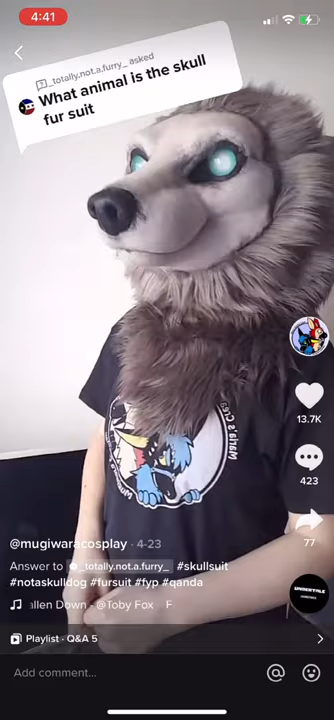 4:41
_totally.not.a.furry_ asked
What animal is the skull
fur suit
13.7K
423
77
@mugiwaracosplay · 4-23
Answer to _totally.not.a.furry_ #skullsuit
#notaskulldog #fursuit #fyp #qanda
allen Down - @Toby Fox F
UNDERTALE
Playlist · Q&A 5
Add comment...